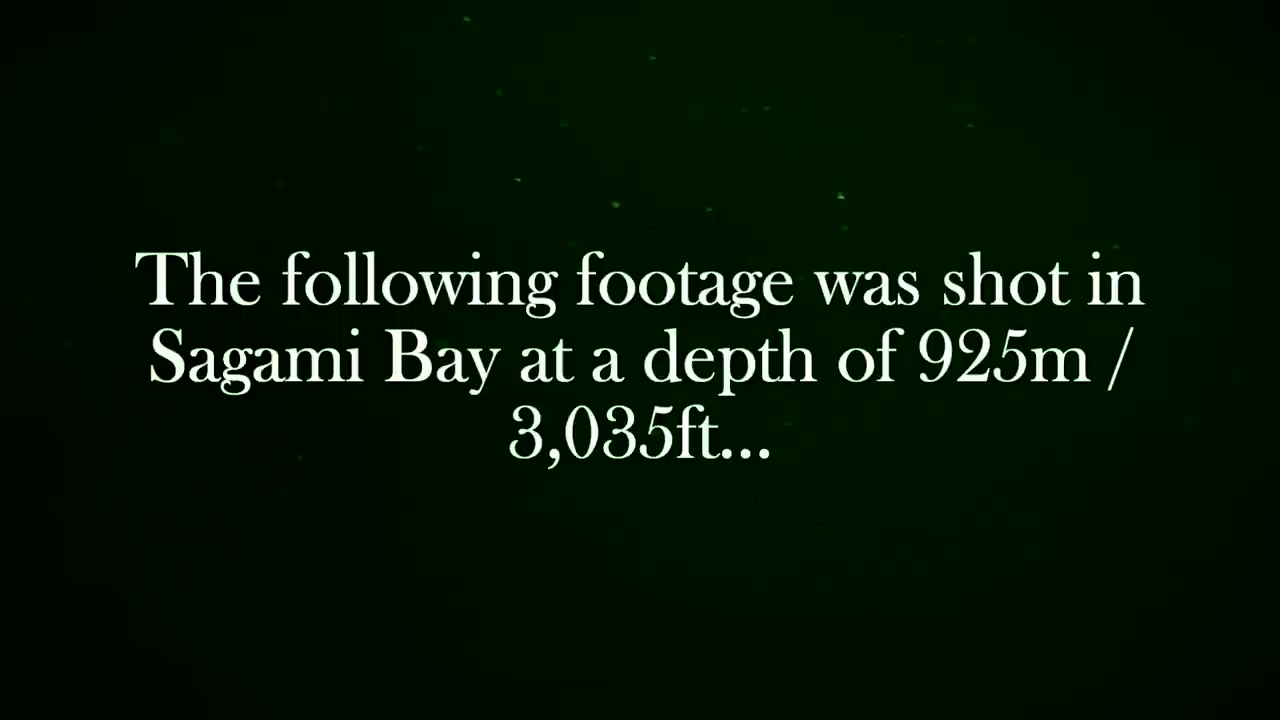 The following footage was shot in
Sagami Bay at a depth of 925m /
3,035ft...